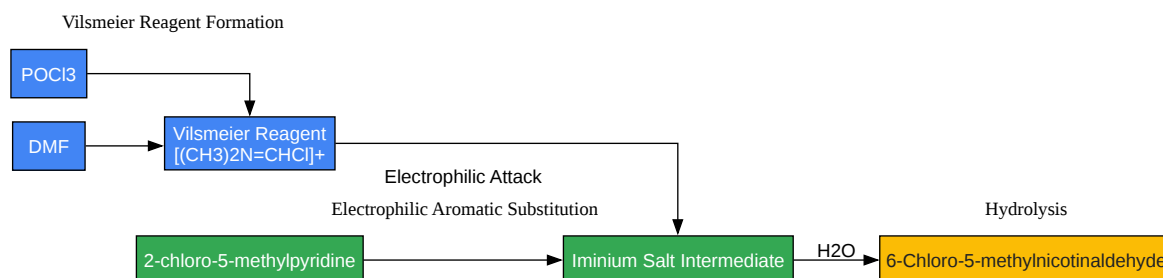 Vilsmeier Reagent Formation
POCl3
DMF
Vilsmeier Reagent
[(CH3)2N=CHCl]+
Electrophilic Attack
Electrophilic Aromatic Substitution
Hydrolysis
2-chloro-5-methylpyridine
Iminium Salt Intermediate
H2O
6-Chloro-5-methylnicotinaldehyde